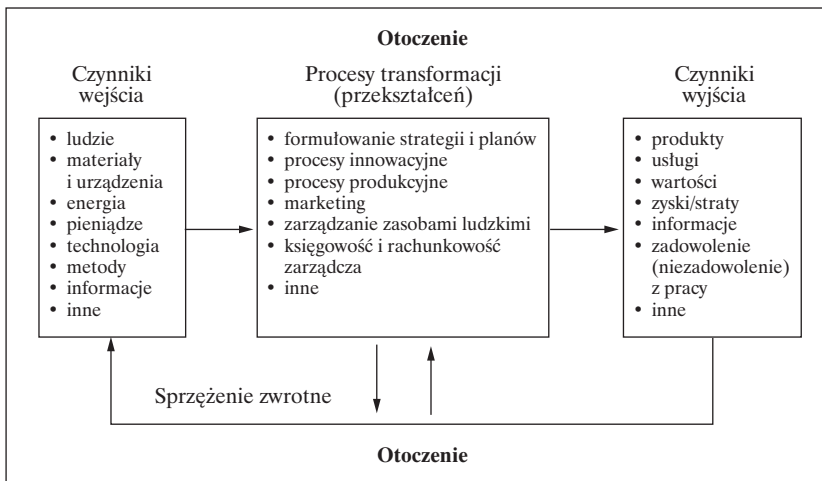 Otoczenie
Czynniki
wejścia
• ludzie
• materiały
i urządzenia
• energia
• pieniądze
• technologia
• metody
• informacje
• inne
Procesy transformacji
(przekształceń)
• formułowanie strategii i planów
• procesy innowacyjne
• procesy produkcyjne
• marketing
• zarządzanie zasobami ludzkimi
• księgowość i rachunkowość
zarządcza
• inne
Czynniki
wyjścia
• produkty
• usługi
• wartości
• zyski/straty
• informacje
• zadowolenie
(niezadowolenie)
z pracy
• inne
Sprzężenie zwrotne
Otoczenie